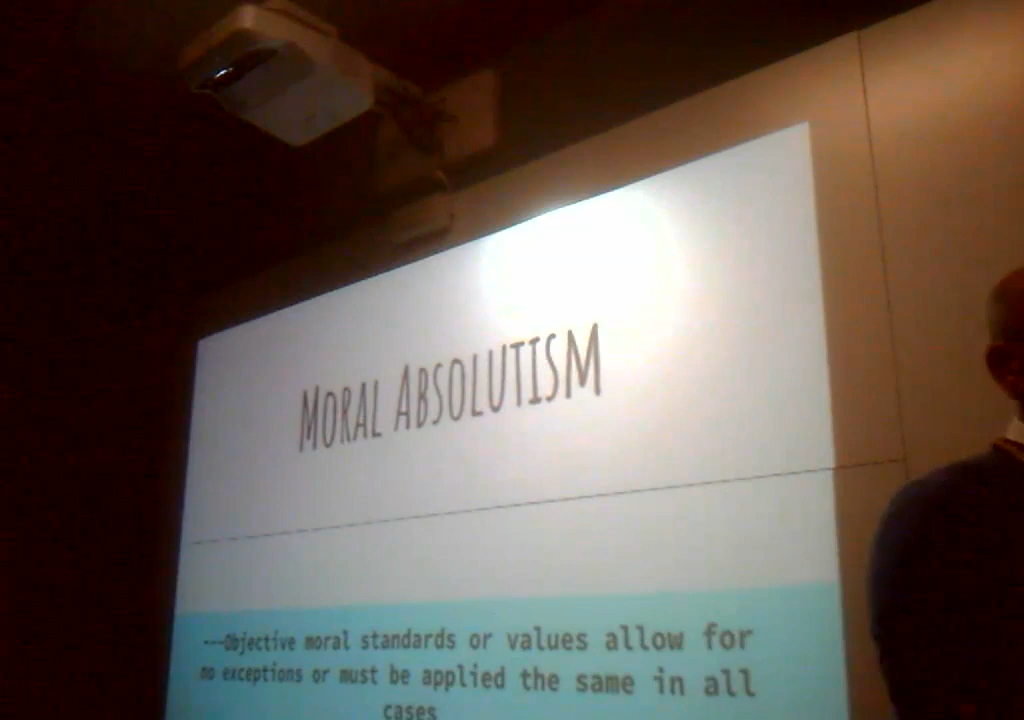 MORAL ABSOLUTISM
---Objective moral standards or values allow for
no exceptions or must be applied the same in all
cases